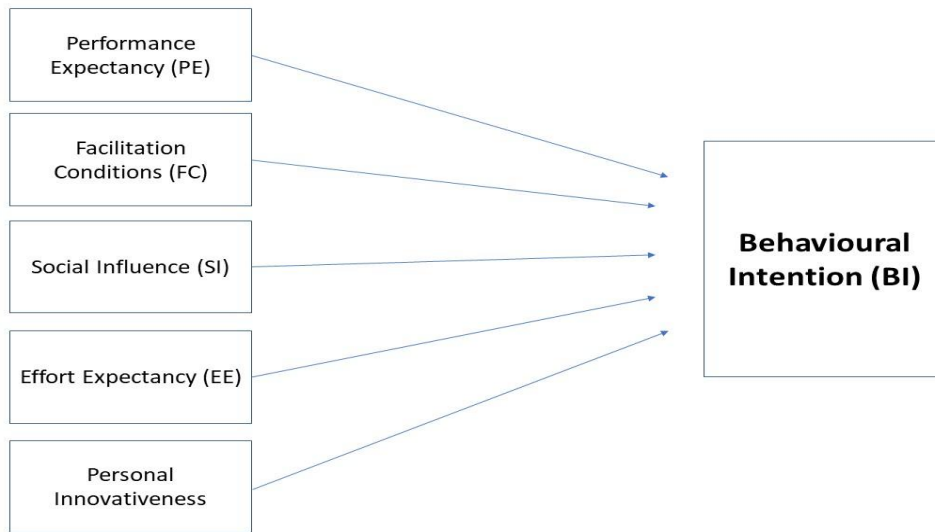 Performance
Expectancy (PE)
Facilitation
Conditions (FC)
Social Influence (SI)
Effort Expectancy (EE)
Personal
Innovativeness
Behavioural
Intention (BI)